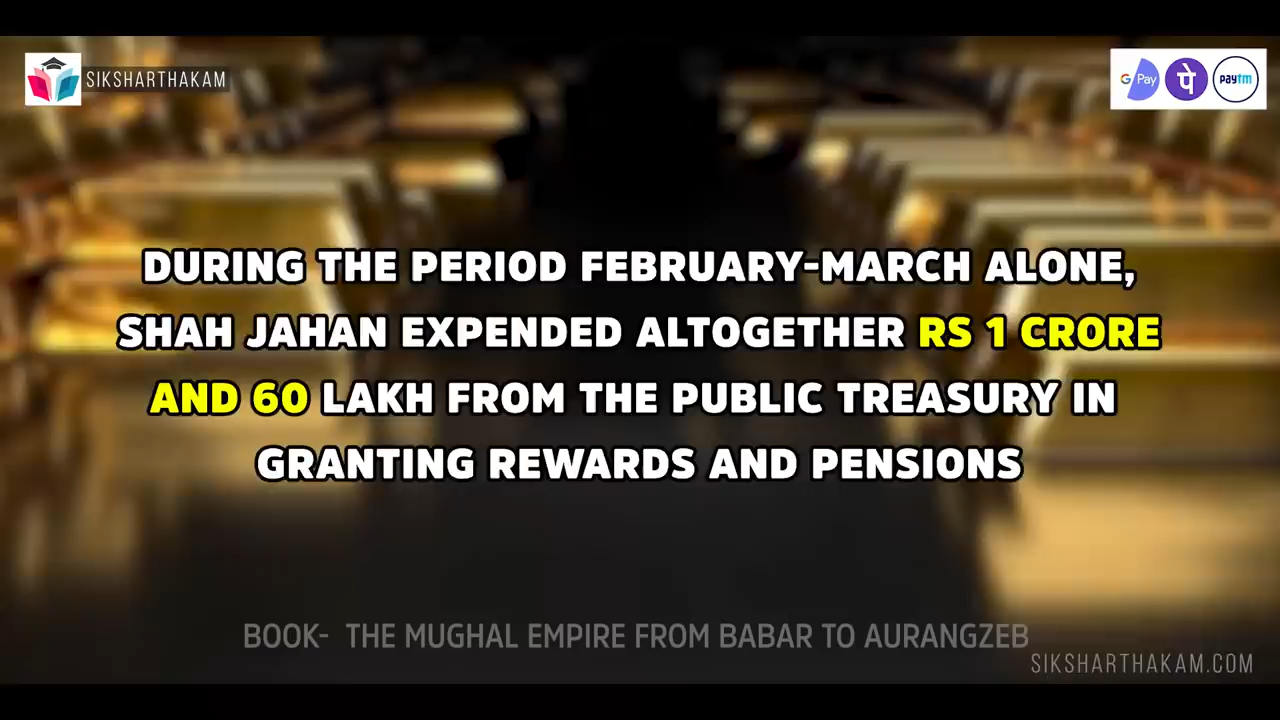 SIKSHARTHAKAM
G Pay पे paytm
DURING THE PERIOD FEBRUARY-MARCH ALONE,
SHAH JAHAN EXPENDED ALTOGETHER RS 1 CRORE
AND 60 LAKH FROM THE PUBLIC TREASURY IN
GRANTING REWARDS AND PENSIONS
BOOK- THE MUGHAL EMPIRE FROM BABAR TO AURANGZEB
SIKSHARTHAKAM.COM